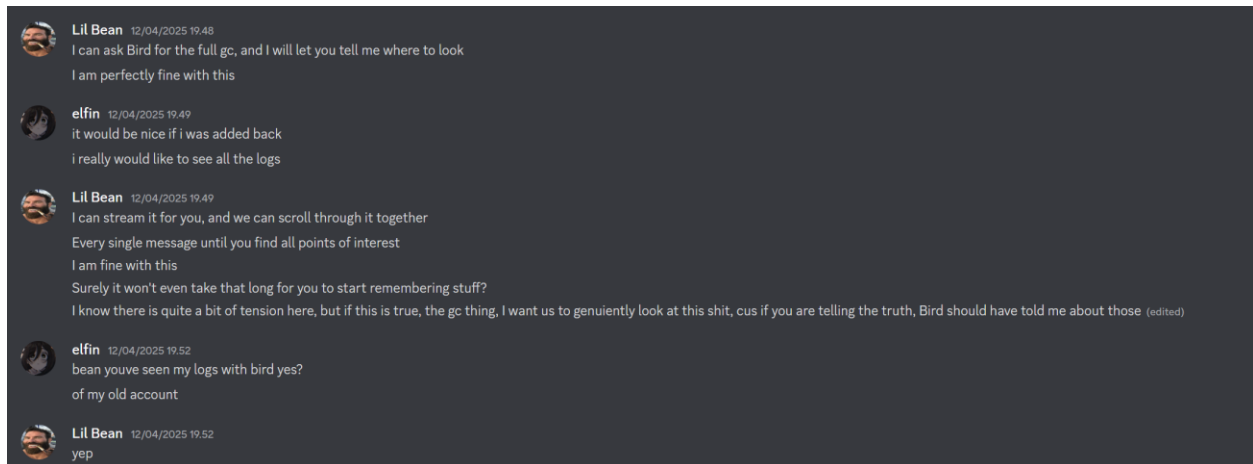 Lil Bean 12/04/2025 19.48
I can ask Bird for the full gc, and I will let you tell me where to look
I am perfectly fine with this
elfin 12/04/2025 19.49
it would be nice if i was added back
i really would like to see all the logs
Lil Bean 12/04/2025 19.49
I can stream it for you, and we can scroll through it together
Every single message until you find all points of interest
I am fine with this
Surely it won't even take that long for you to start remembering stuff?
I know there is quite a bit of tension here, but if this is true, the gc thing, I want us to genuiently look at this shit, cus if you are telling the truth, Bird should have told me about those (edited)
elfin 12/04/2025 19.52
bean youve seen my logs with bird yes?
of my old account
Lil Bean 12/04/2025 19.52
yep